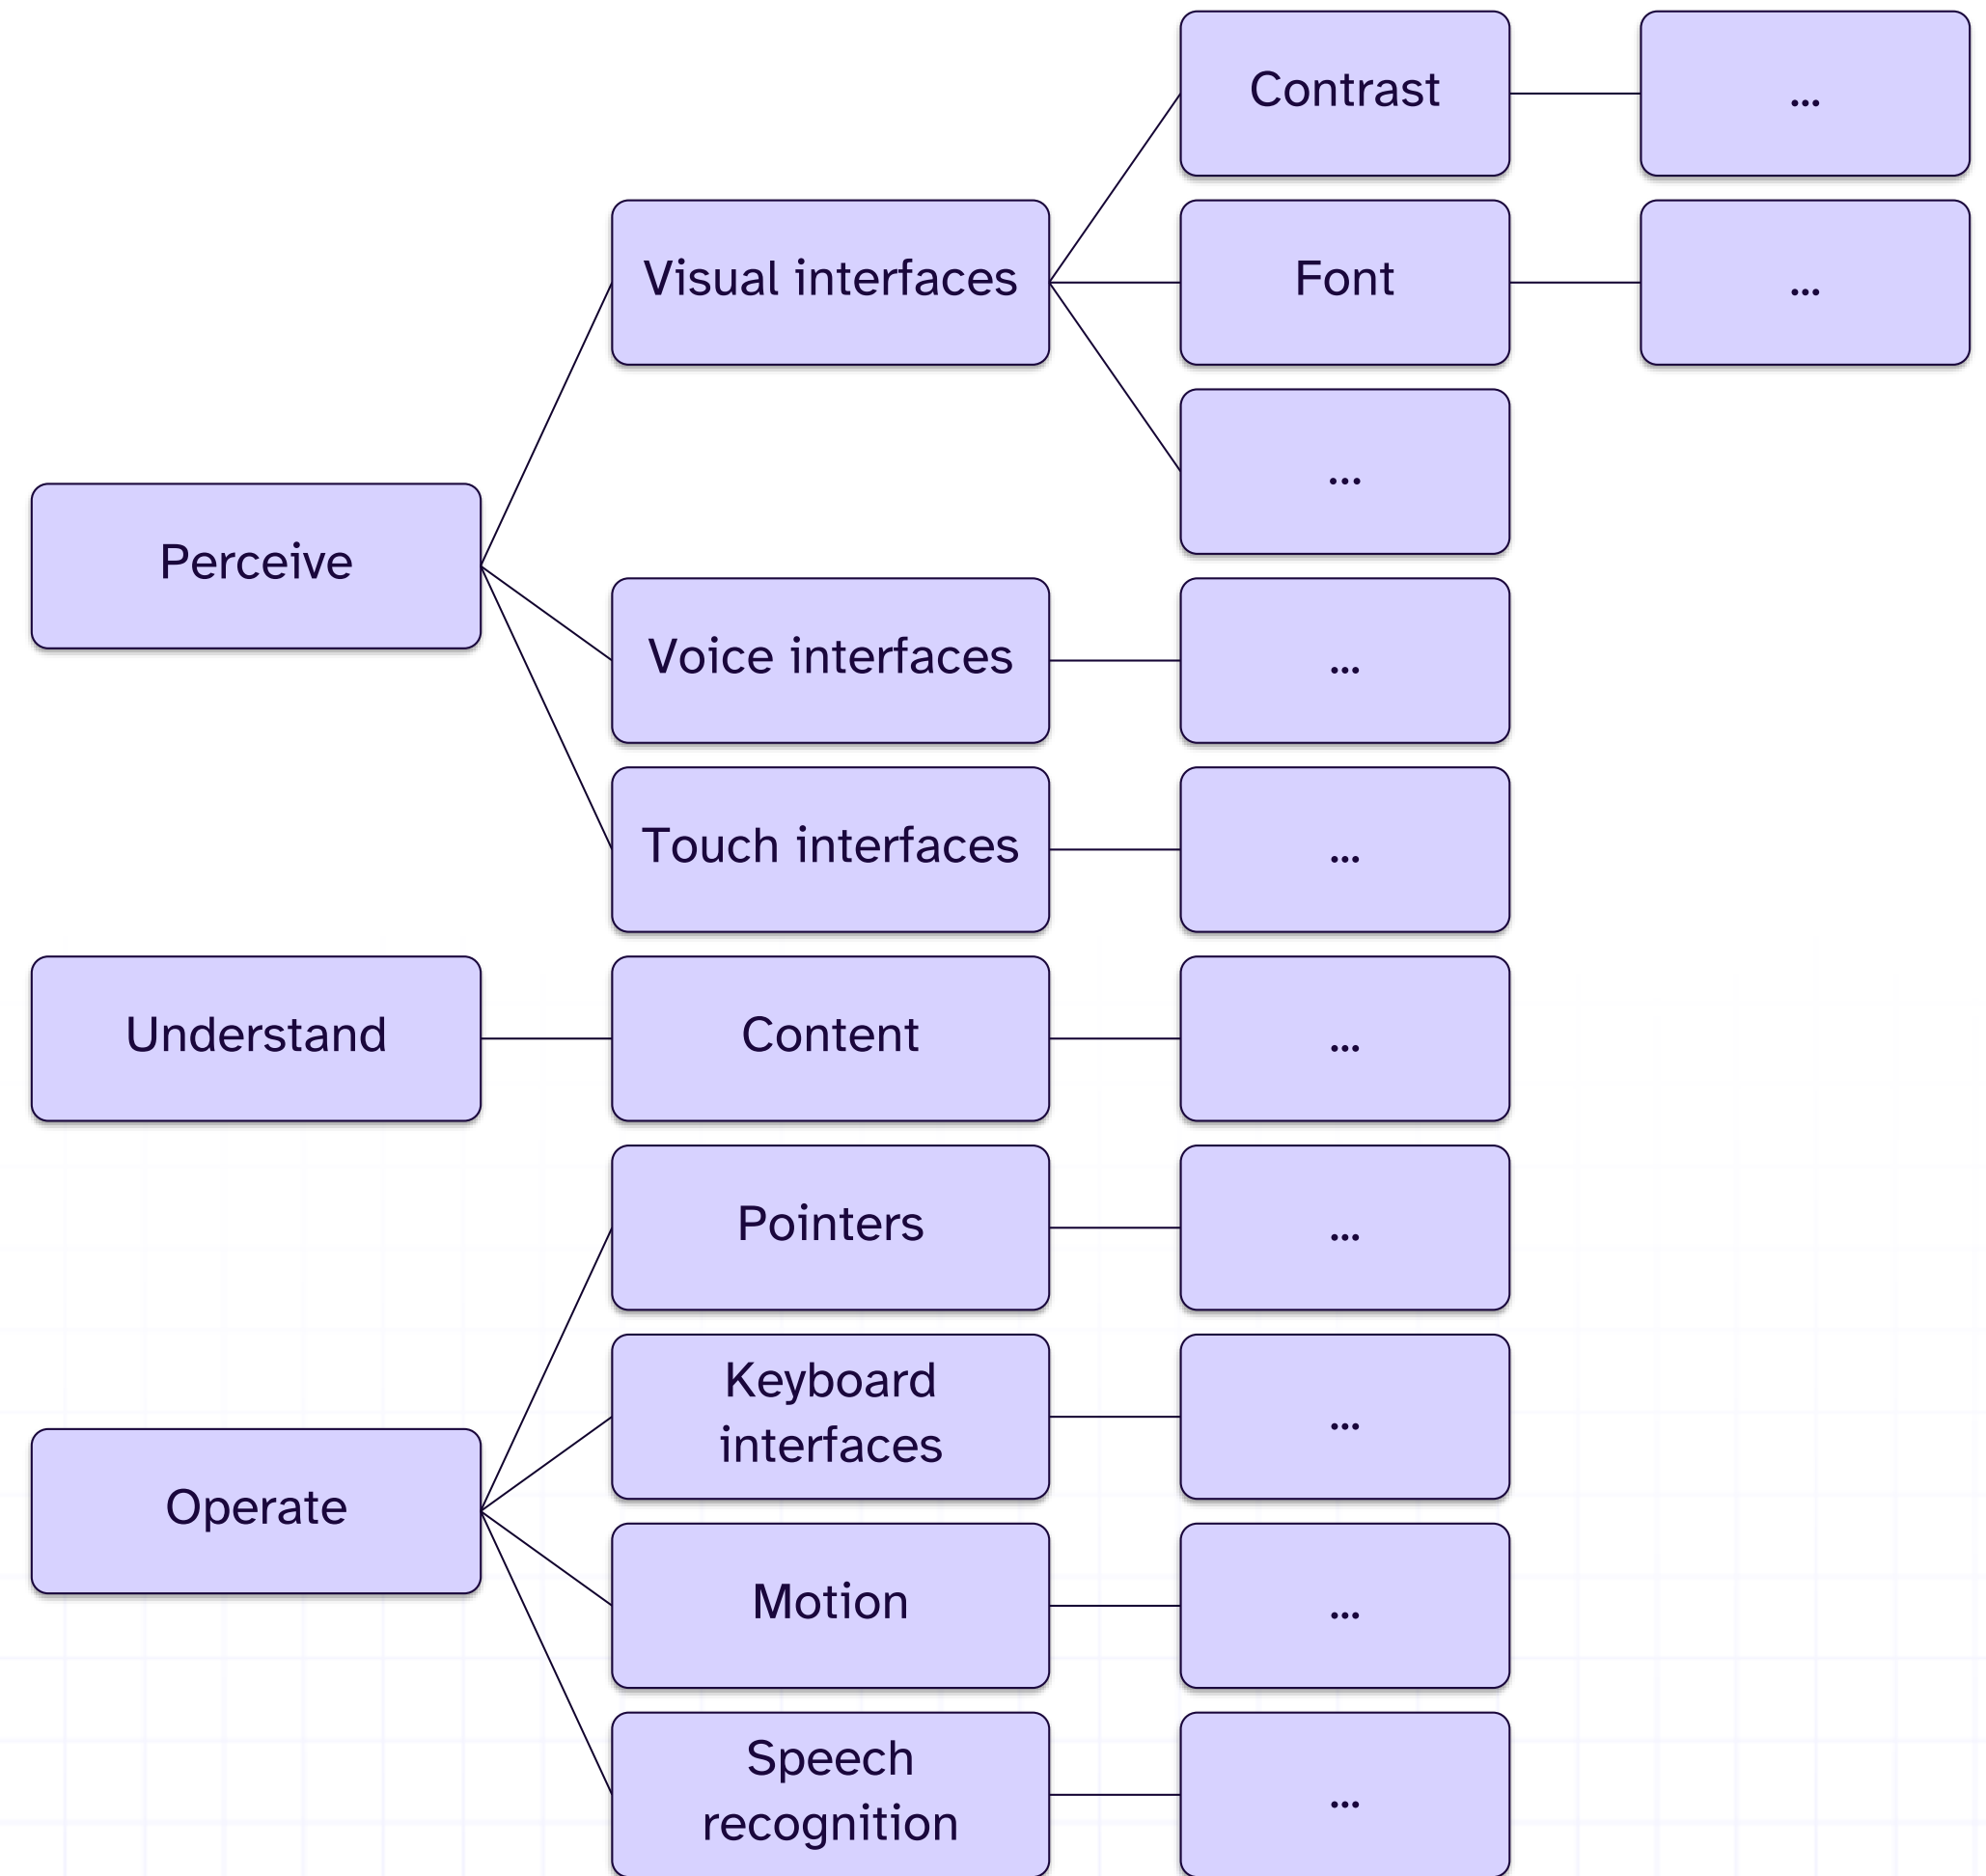 Contrast
...
Visual interfaces
Font
...
...
Perceive
Voice interfaces
...
Touch interfaces
...
Understand
Content
...
Pointers
...
Keyboard
interfaces
...
Operate
Motion
...
Speech
recognition
...